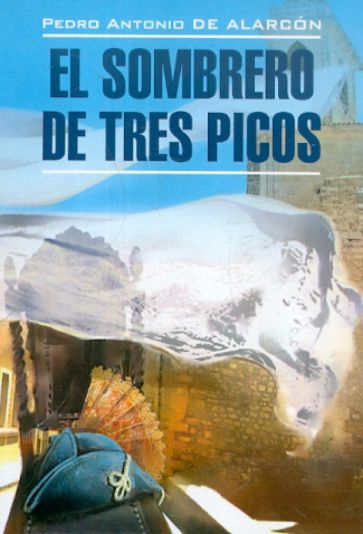 Pedro Antonio DE ALARCÓN
EL SOMBRERO
DE TRES PICOS